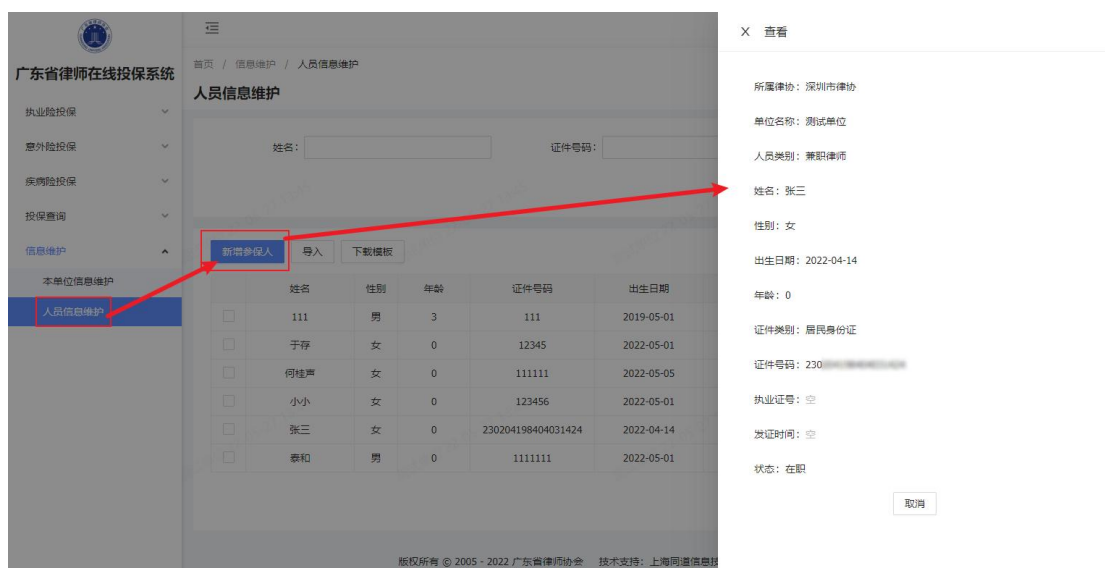 广东省律师在线投保系统
执业险投保
意外险投保
疾病险投保
投保查询
信息维护
本单位信息维护
人员信息维护
首页 / 信息维护 / 人员信息维护
人员信息维护
姓名：
证件号码：
新增参保人 导入 下载模板
姓名 性别 年龄 证件号码 出生日期
111 男 3 111 2019-05-01
于存 女 0 12345 2022-05-01
何桂声 女 0 111111 2022-05-05
小小 女 0 123456 2022-05-01
张三 女 0 230204198404031424 2022-04-14
泰和 男 0 1111111 2022-05-01
版权所有 © 2005 - 2022 广东省律师协会 技术支持：上海同道信息技
X 查看
所属律协：深圳市律协
单位名称：测试单位
人员类别：兼职律师
姓名：张三
性别：女
出生日期：2022-04-14
年龄：0
证件类别：居民身份证
证件号码：230
执业证号：空
发证时间：空
状态：在职
取消